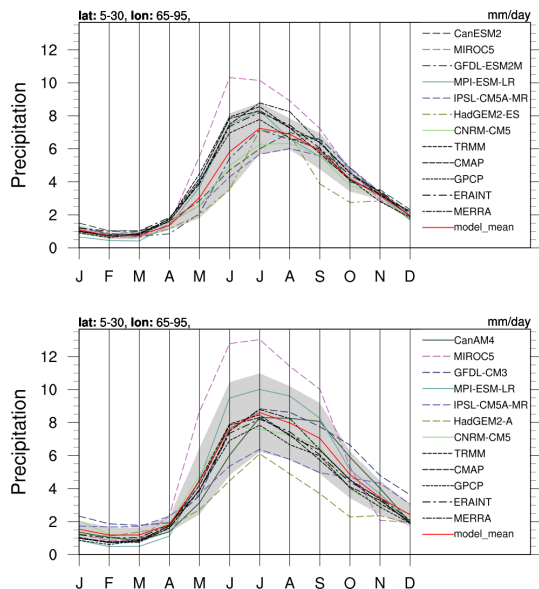 lat: 5-30, lon: 65-95,
mm/day
Precipitation
12
10
8
6
4
2
0
J F M A M J J A S O N D
CanESM2
MIROC5
GFDL-ESM2M
MPI-ESM-LR
IPSL-CM5A-MR
HadGEM2-ES
CNRM-CM5
TRMM
CMAP
GPCP
ERAINT
MERRA
model_mean
lat: 5-30, lon: 65-95,
mm/day
Precipitation
12
10
8
6
4
2
0
J F M A M J J A S O N D
CanAM4
MIROC5
GFDL-CM3
MPI-ESM-LR
IPSL-CM5A-MR
HadGEM2-A
CNRM-CM5
TRMM
CMAP
GPCP
ERAINT
MERRA
model_mean